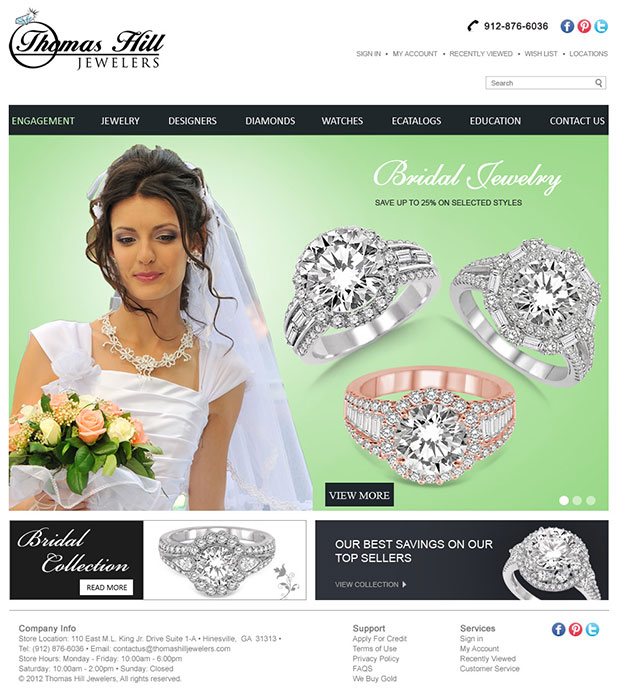 Thomas Hill
JEWELERS
912-876-6036
SIGN IN • MY ACCOUNT • RECENTLY VIEWED • WISH LIST • LOCATIONS
Search
ENGAGEMENT JEWELRY DESIGNERS DIAMONDS WATCHES ECATALOGS EDUCATION CONTACT US
Bridal Jewelry
SAVE UP TO 25% ON SELECTED STYLES
VIEW MORE
Bridal
Collection
READ MORE
OUR BEST SAVINGS ON OUR
TOP SELLERS
VIEW COLLECTION
Company Info
Store Location: 110 East M.L. King Jr. Drive Suite 1-A • Hinesville, GA 31313 •
Tel: (912) 876-6036 • Email: contactus@thomashilljewelers.com
Store Hours: Monday - Friday: 10:00am - 6:00pm
Saturday: 10:00am - 2:00pm • Sunday: Closed
© 2012 Thomas Hill Jewelers, All rights reserved.
Support
Apply For Credit
Terms of Use
Privacy Policy
FAQS
We Buy Gold
Services
Sign in
My Account
Recently Viewed
Customer Service